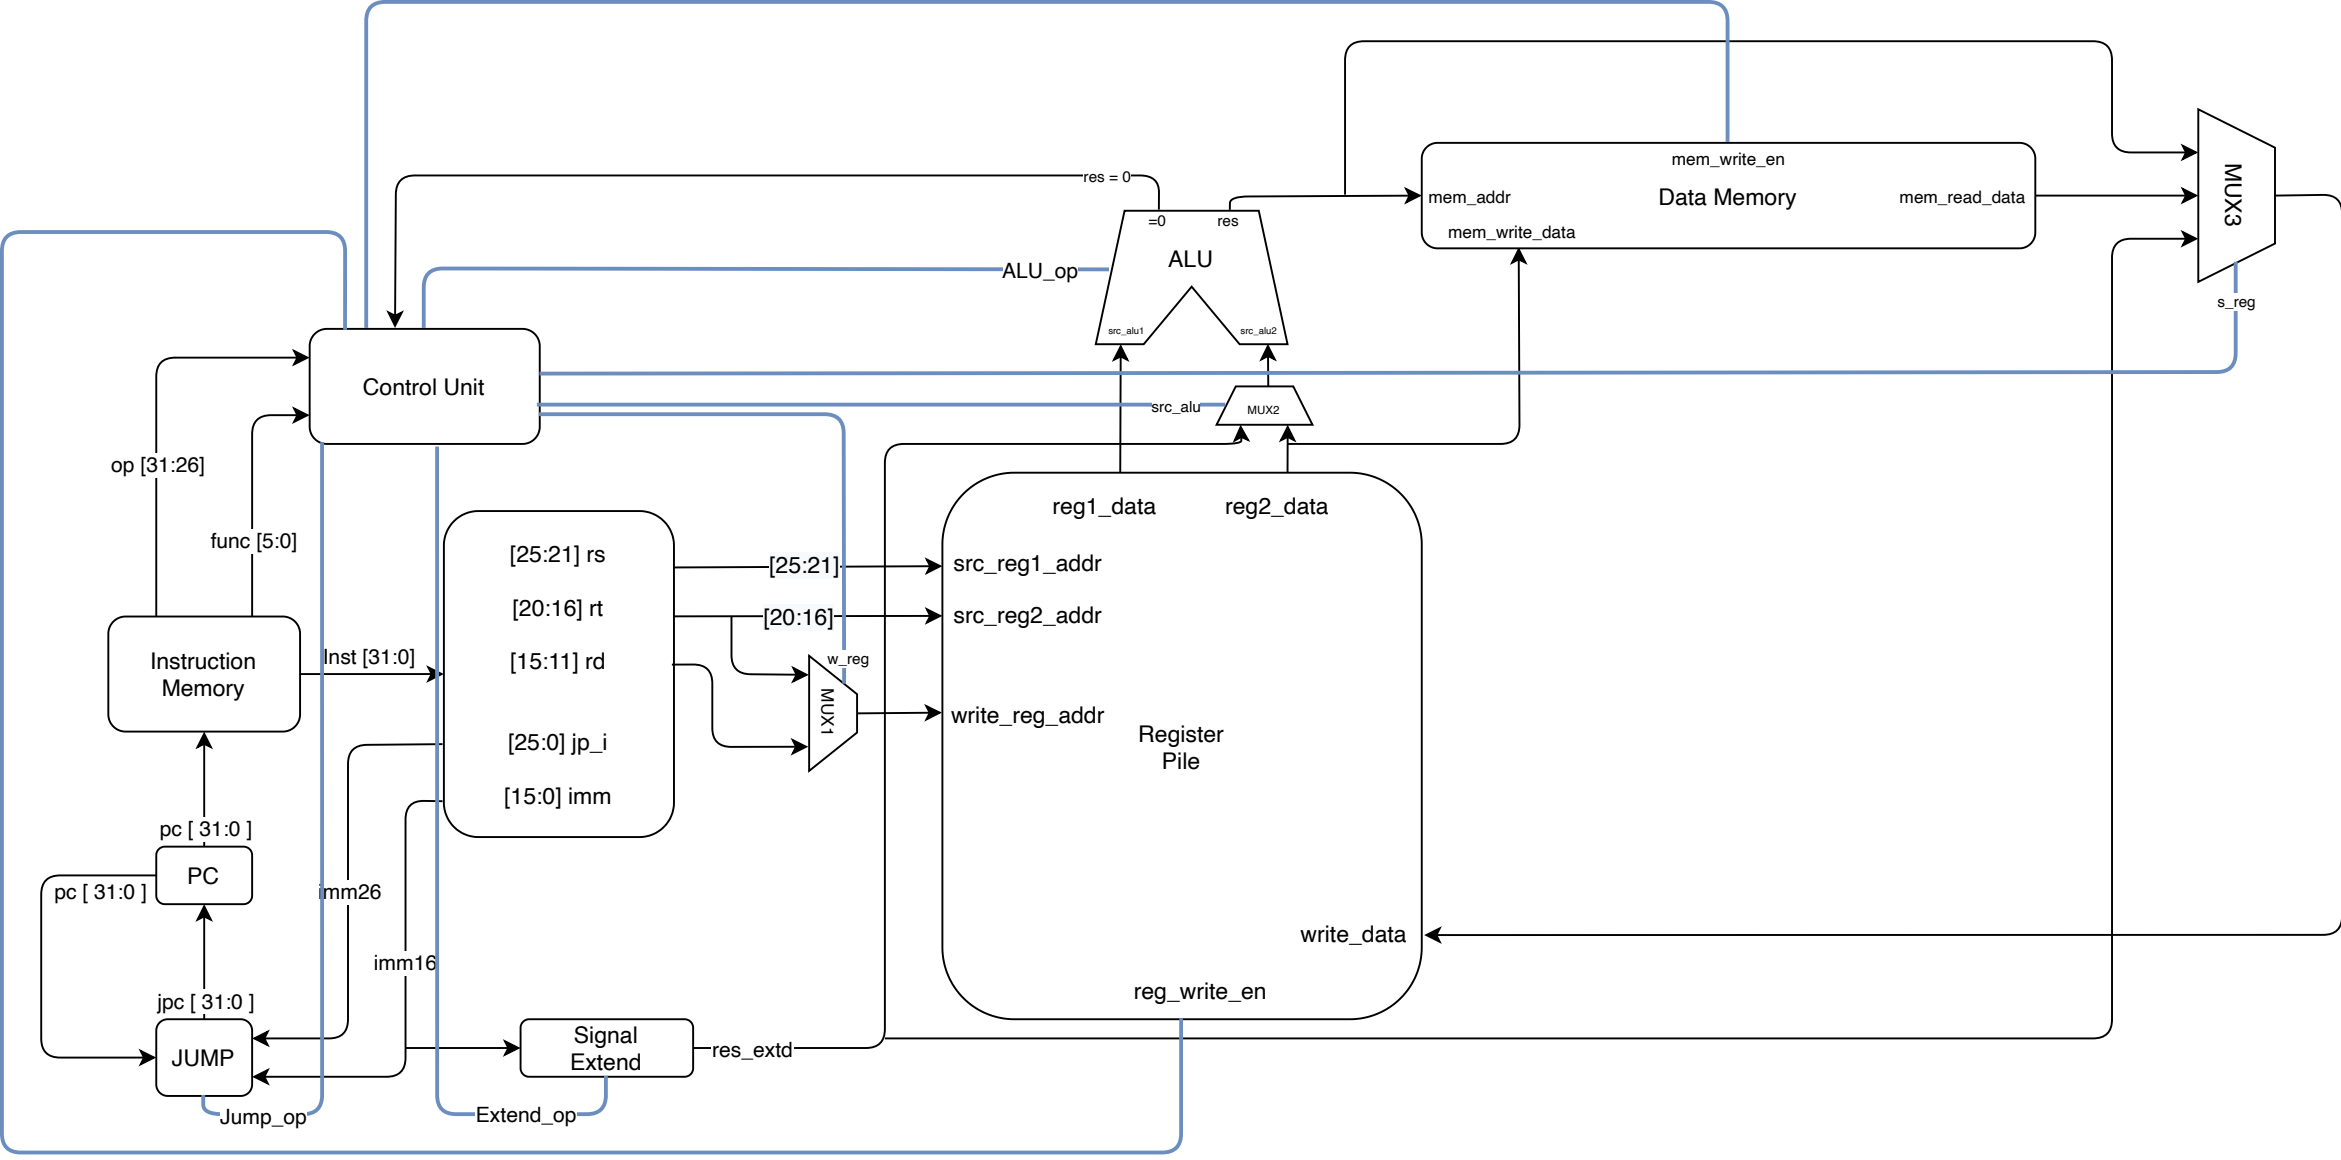 mem_write_en
mem_addr
Data Memory
mem_read_data
mem_write_data
MUX3
s_reg
res = 0
=0
res
ALU
ALU_op
src_alu1
src_alu2
Control Unit
src_alu
MUX2
op [31:26]
func [5:0]
reg1_data
reg2_data
[25:21] rs
[20:16] rt
[15:11] rd
[25:0] jp_i
[15:0] imm
[25:21]
[20:16]
src_reg1_addr
src_reg2_addr
w_reg
MUX1
write_reg_addr
Register
Pile
Instruction
Memory
Inst [31:0]
pc [ 31:0 ]
PC
pc [ 31:0 ]
imm26
imm16
write_data
reg_write_en
jpc [ 31:0 ]
JUMP
Signal
Extend
res_extd
Jump_op
Extend_op